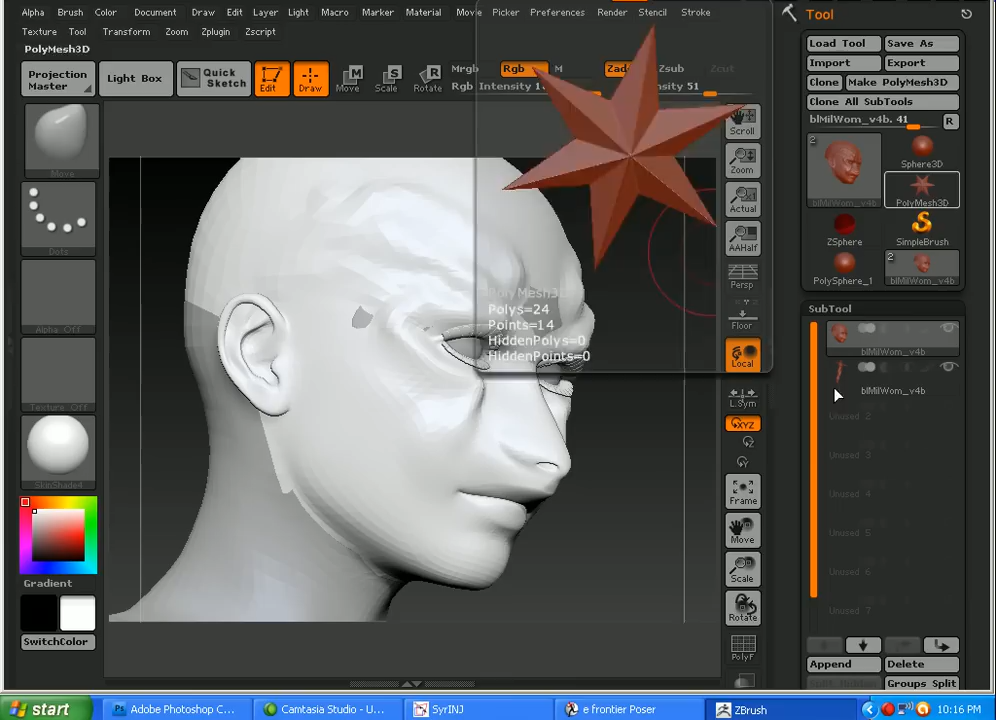 Alpha Brush Color Document Draw Edit Layer Light Macro Marker Material Movie Picker Preferences Render Stencil Stroke
Texture Tool Transform Zoom Zplugin Zscript
PolyMesh3D
Projection Master
Light Box
Quick Sketch
Edit
Draw
Move
Scale
Rotate
Mrgb Rgb M
Rgb Intensity
Zadd Zsub Zcut
Intensity 51
Move
Dots
Alpha Off
Texture Off
SkinShade4
Gradient
SwitchColor
PolyMesh3D
Polys=24
Points=14
HiddenPolys=0
HiddenPoints=0
Scroll
Zoom
Actual
AAHalf
Persp
Floor
Local
L.Sym
XYZ
Z
Y
Frame
Move
Scale
Rotate
PolyF
Tool
Load Tool Save As
Import Export
Clone Make PolyMesh3D
Clone All SubTools
blMilWom_v4b. 41 R
2
blMilWom_v4b
Sphere3D
PolyMesh3D
ZSphere SimpleBrush
PolySphere_1
2
blMilWom_v4b
SubTool
blMilWom_v4b
blMilWom_v4b
Unused 2
Unused 3
Unused 4
Unused 5
Unused 6
Unused 7
Append Delete
Groups Split
start
Adobe Photoshop C...
Camtasia Studio - U...
SyrINJ
e frontier Poser
ZBrush
10:16 PM